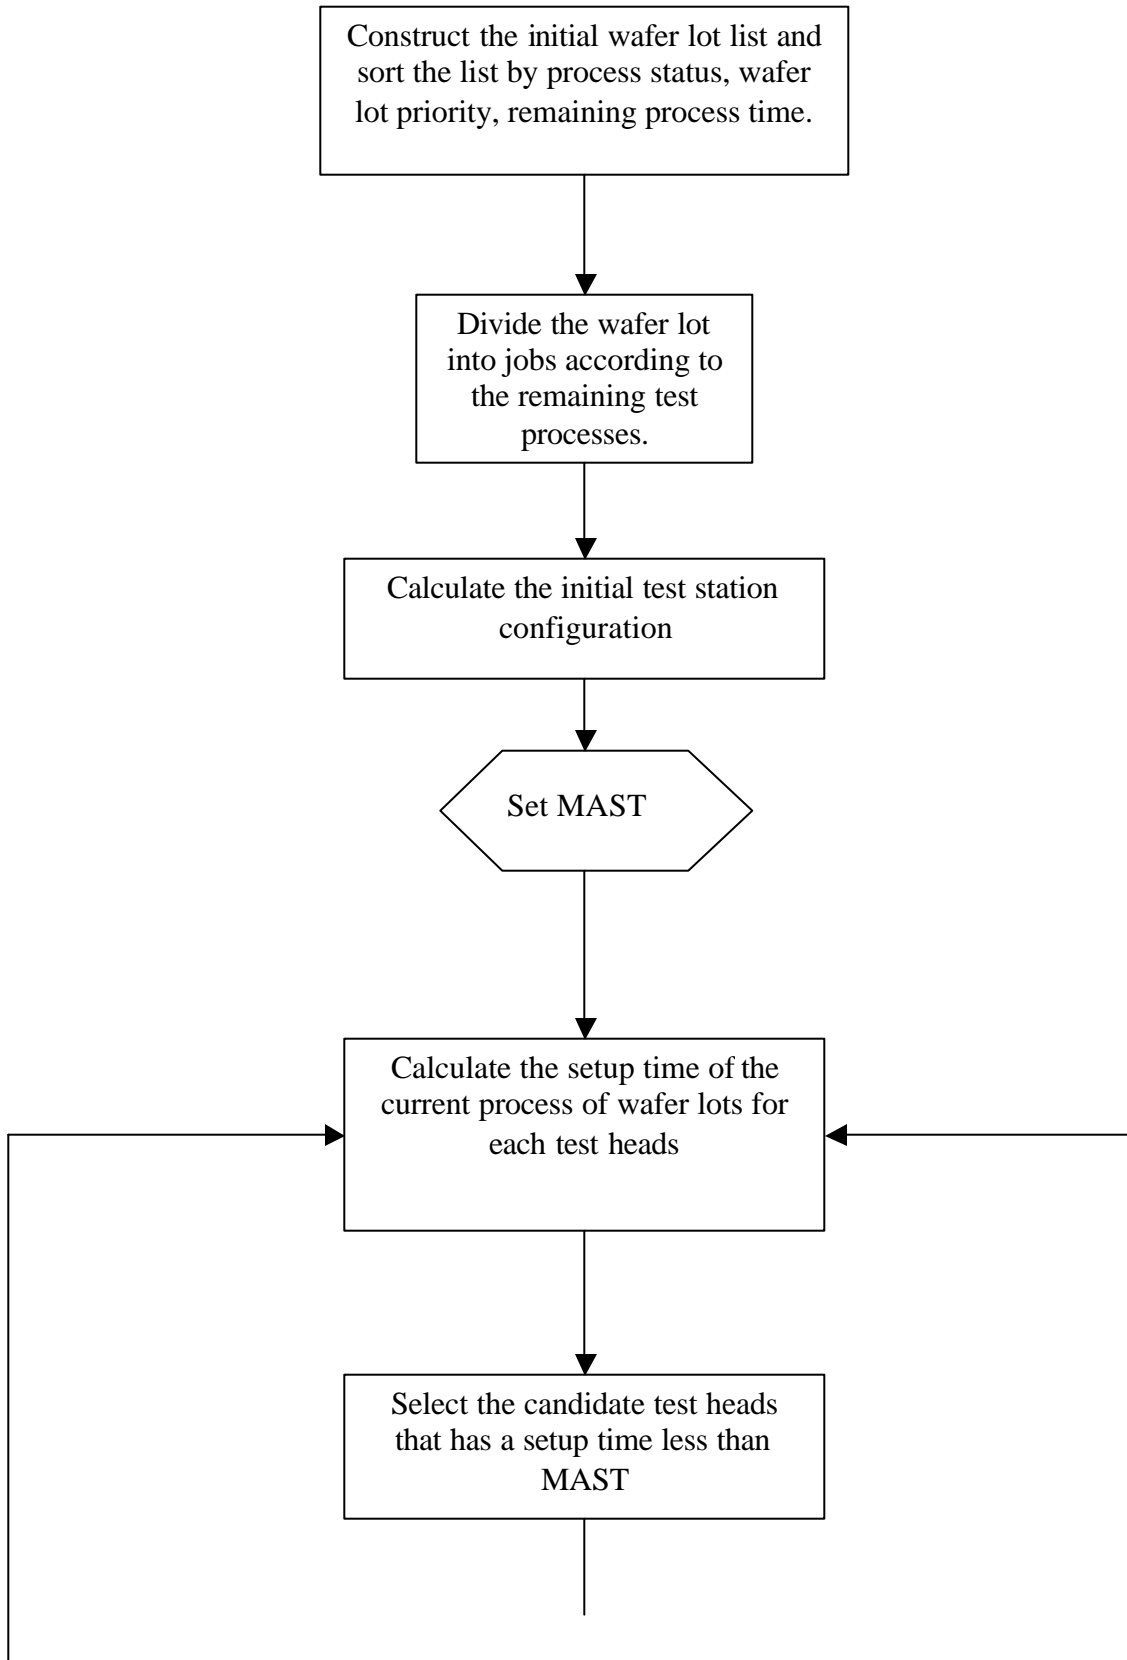 Construct the initial wafer lot list and
sort the list by process status, wafer
lot priority, remaining process time.
Divide the wafer lot
into jobs according to
the remaining test
processes.
Calculate the initial test station
configuration
Set MAST
Calculate the setup time of the
current process of wafer lots for
each test heads
Select the candidate test heads
that has a setup time less than
MAST